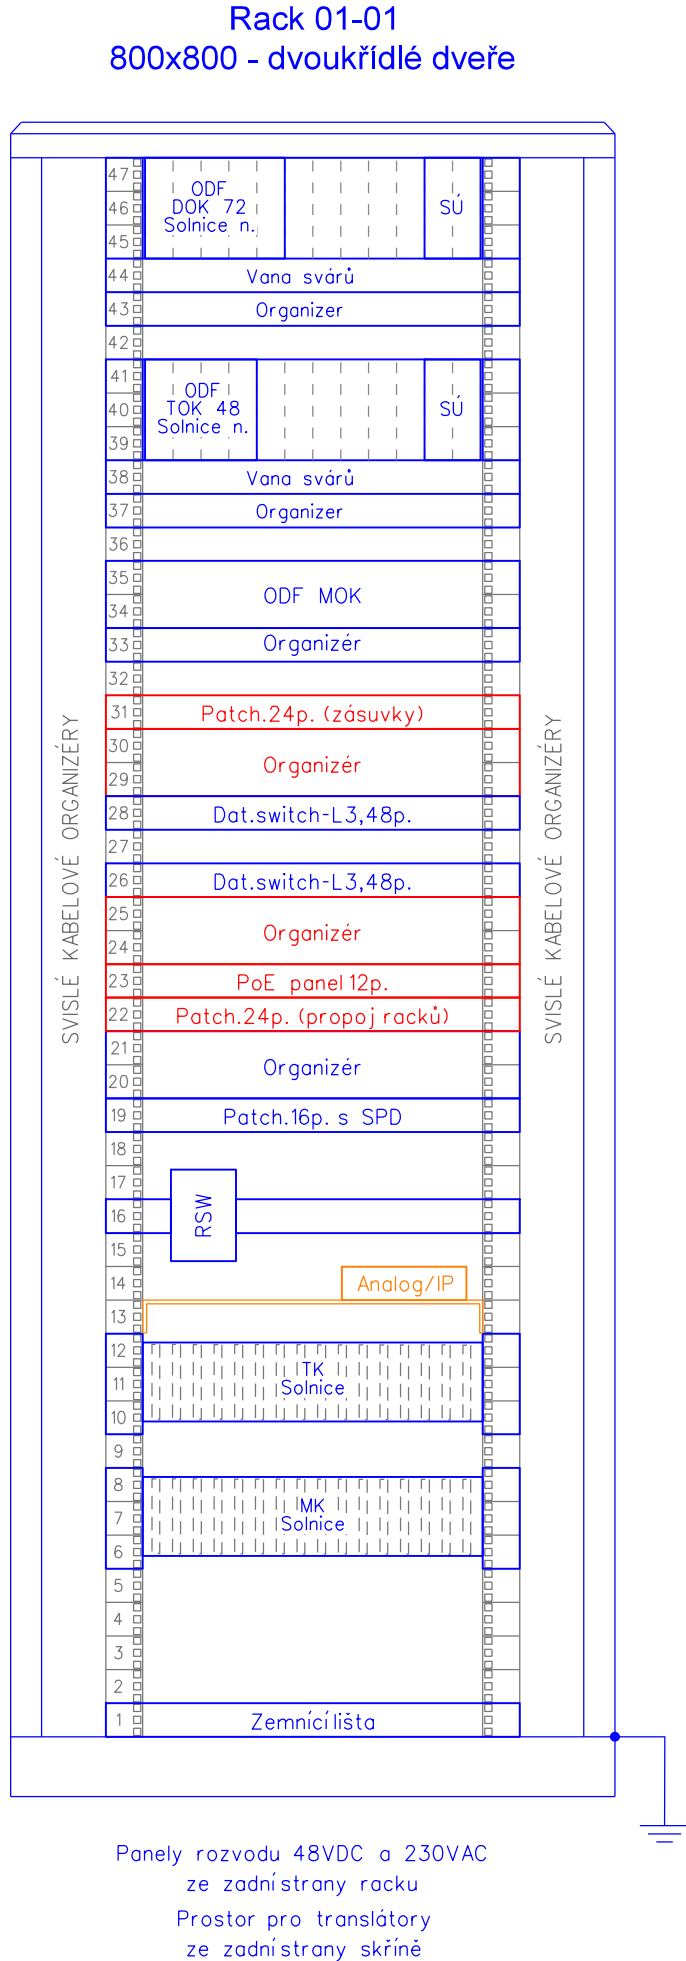 Rack 01-01
800x800 - dvoukřídlé dveře
47
46
45
ODF
DOK 72
Solnice n.
SÚ
44 Vana svárů
43 Organizer
42
41
40
39
ODF
TOK 48
Solnice n.
SÚ
38 Vana svárů
37 Organizer
36
35
34
ODF MOK
33 Organizér
32
31 Patch.24p. (zásuvky)
30
29
Organizér
28 Dat.switch-L3,48p.
27
26 Dat.switch-L3,48p.
25
24
Organizér
23 PoE panel 12p.
22 Patch.24p. (propoj racků)
21
20
Organizér
19 Patch.16p. s SPD
18
17
16
15
RSW
14 Analog/IP
13
12
11
10
TK
Solnice
9
8
7
6
MK
Solnice
5
4
3
2
1 Zemnící lišta
SVISLÉ KABELOVÉ ORGANIZÉRY
SVISLÉ KABELOVÉ ORGANIZÉRY
Panely rozvodu 48VDC a 230VAC
ze zadní strany racku
Prostor pro translátory
ze zadní strany skříně